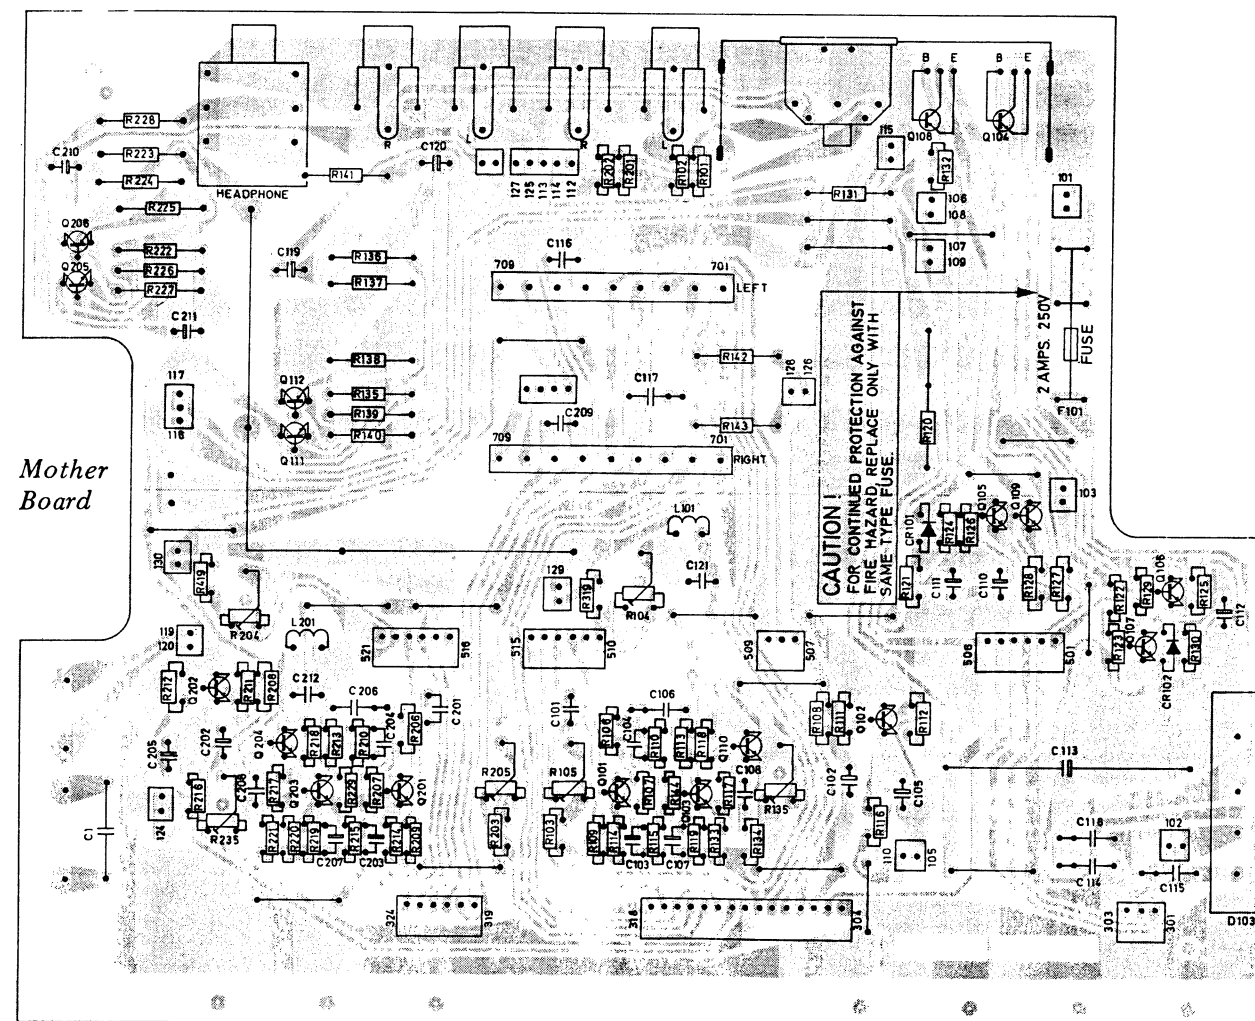 B E B E
R228
C210
R223
R224
R225
HEADPHONE
R141
C120
R L R L
127 125 113 114 112
R202 R201
R102 R101
115
Q108
Q104
R132
R131
106
108
101
107
109
Q206
Q205
R222
R226
R227
C211
C119
R136
R137
C116
709 701
LEFT
CAUTION!
FOR CONTINUED PROTECTION AGAINST
FIRE HAZARD, REPLACE ONLY WITH
SAME TYPE FUSE.
2 AMPS. 250V
FUSE
F101
117
118
Q112
Q111
R138
R135
R139
R140
C117
C209
R142
128 126
R143
709 701
RIGHT
R120
Mother
Board
L101
103
CR101
R124
R126
Q105
Q109
130
R419
R204
129
R319
R104
C121
R121
C111
C110
R128
R127
R122
R129
Q106
R125
C112
119
120
L201
521 516
515 510
509 507
506 501
R123
Q107
CR102
R130
R212
Q202
R211
R208
C212
C206
C201
C101
C106
R108
R111
Q102
R112
C205
C202
Q204
R218
R213
R210
C204
R206
R106
C104
R110
R113
R118
Q110
C113
C1
124
R216
R235
C208
R217
Q203
R207
Q201
R205
R105
Q101
R107
Q103
R117
C108
R135
C102
C105
R116
R221
R220
R219
C207
R215
C203
R214
R209
R203
R103
R109
R114
C103
R115
C107
R119
R133
R134
110
105
C118
C114
102
C115
324 319
318 304
303 301
D103